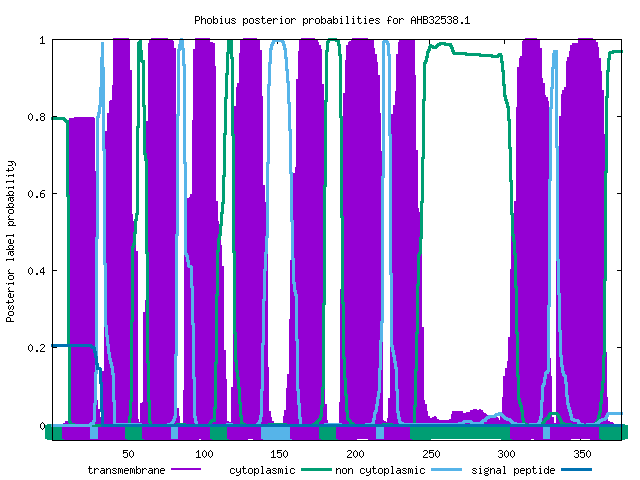 Phobius posterior probabilities for AHB32538.1
Posterior label probability
1
0.8
0.6
0.4
0.2
0
50 100 150 200 250 300 350
transmembrane cytoplasmic non cytoplasmic signal peptide